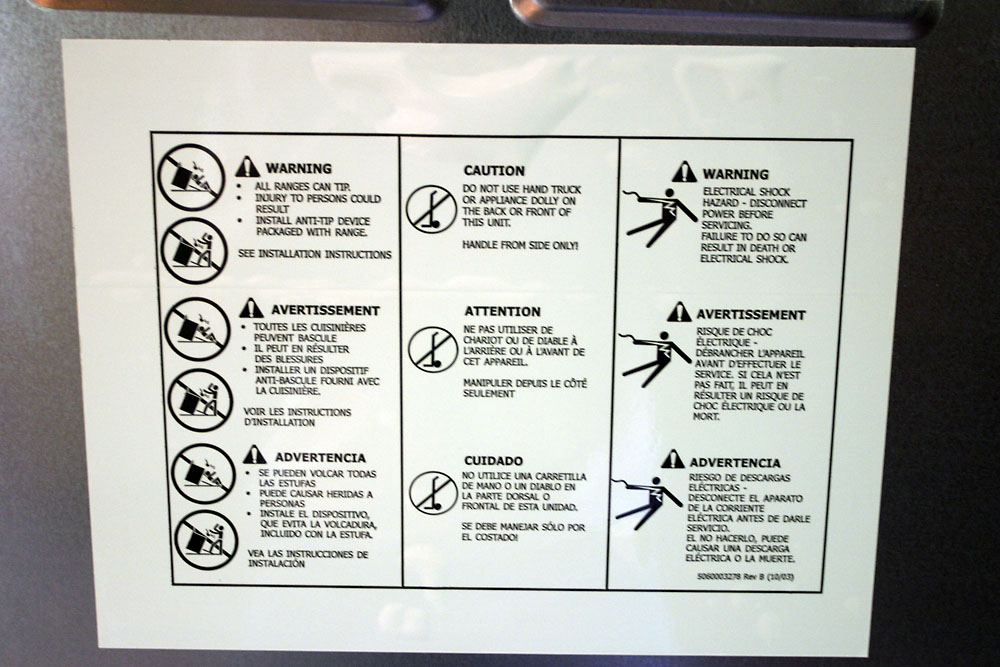 WARNING
• ALL RANGES CAN TIP.
• INJURY TO PERSONS COULD
RESULT
• INSTALL ANTI-TIP DEVICE
PACKAGED WITH RANGE.
SEE INSTALLATION INSTRUCTIONS
AVERTISSEMENT
• TOUTES LES CUISINIÈRES
PEUVENT BASCULE
• IL PEUT EN RÉSULTER
DES BLESSURES
• INSTALLER UN DISPOSITIF
ANTI-BASCULE FOURNI AVEC
LA CUISINIÈRE.
VOIR LES INSTRUCTIONS
D'INSTALLATION
ADVERTENCIA
• SE PUEDEN VOLCAR TODAS
LAS ESTUFAS
• PUEDE CAUSAR HERIDAS A
PERSONAS
• INSTALE EL DISPOSITIVO,
QUE EVITA LA VOLCADURA,
INCLUIDO CON LA ESTUFA.
VEA LAS INSTRUCCIONES DE
INSTALACIÓN
CAUTION
DO NOT USE HAND TRUCK
OR APPLIANCE DOLLY ON
THE BACK OR FRONT OF
THIS UNIT.
HANDLE FROM SIDE ONLY!
ATTENTION
NE PAS UTILISER DE
CHARIOT OU DE DIABLE À
L'ARRIÈRE OU À L'AVANT DE
CET APPAREIL.
MANIPULER DEPUIS LE CÔTÉ
SEULEMENT
CUIDADO
NO UTILICE UNA CARRETILLA
DE MANO O UN DIABLO EN
LA PARTE DORSAL O
FRONTAL DE ESTA UNIDAD.
SE DEBE MANEJAR SÓLO POR
EL COSTADO!
WARNING
ELECTRICAL SHOCK
HAZARD - DISCONNECT
POWER BEFORE
SERVICING.
FAILURE TO DO SO CAN
RESULT IN DEATH OR
ELECTRICAL SHOCK.
AVERTISSEMENT
RISQUE DE CHOC
ÉLECTRIQUE -
DÉBRANCHER L'APPAREIL
AVANT D'EFFECTUER LE
SERVICE. SI CELA N'EST
PAS FAIT, IL PEUT EN
RÉSULTER UN RISQUE DE
CHOC ÉLECTRIQUE OU LA
MORT.
ADVERTENCIA
RIESGO DE DESCARGAS
ELÉCTRICAS -
DESCONECTE EL APARATO
DE LA CORRIENTE
ELÉCTRICA ANTES DE DARLE
SERVICIO.
EL NO HACERLO, PUEDE
CAUSAR UNA DESCARGA
ELÉCTRICA O LA MUERTE.
S060003278 Rev B (10/03)